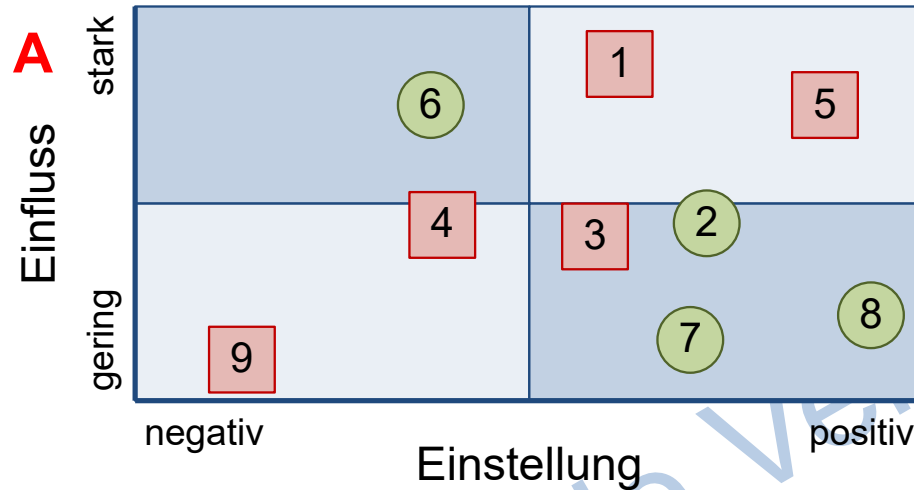 A
stark
Einfluss
gering
1
5
6
4
3
2
9
7
8
negativ
positiv
Einstellung